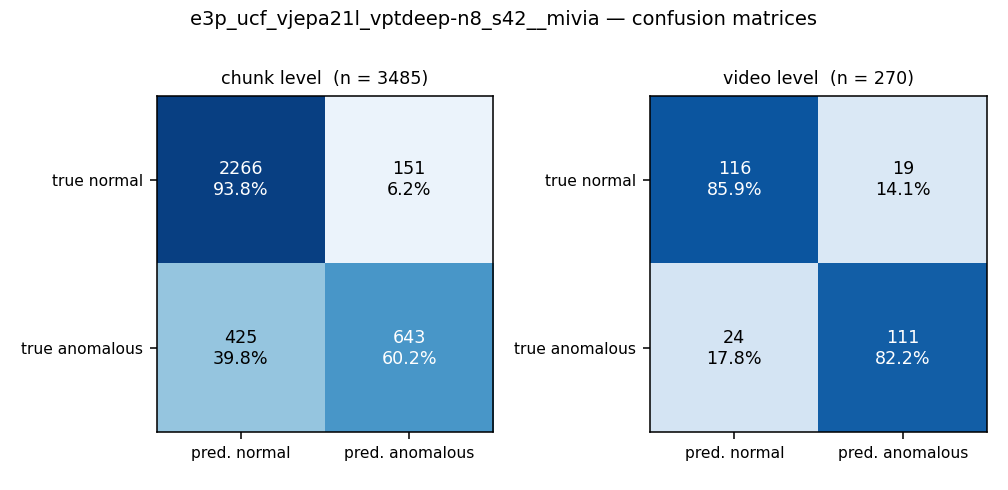 e3p_ucf_vjepa21l_vptdeep-n8_s42__mivia — confusion matrices
chunk level  (n = 3485)
true normal
2266
93.8%
151
6.2%
true anomalous
425
39.8%
643
60.2%
pred. normal
pred. anomalous
video level  (n = 270)
true normal
116
85.9%
19
14.1%
true anomalous
24
17.8%
111
82.2%
pred. normal
pred. anomalous